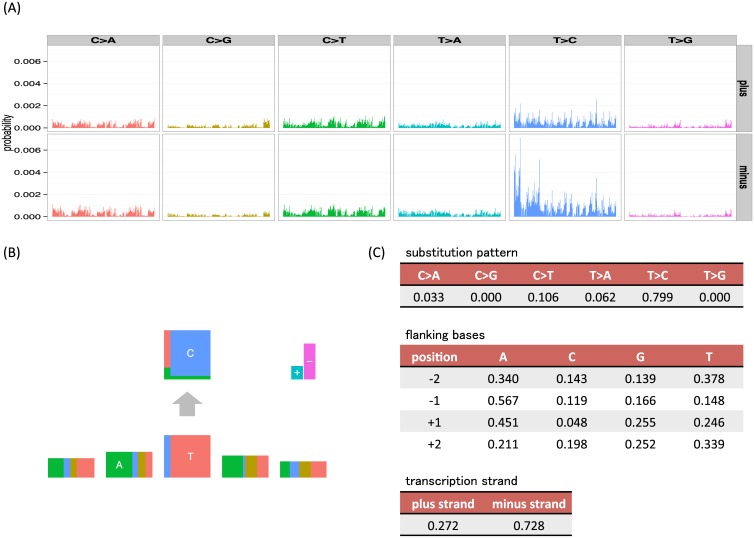 (A)
C>A C>G C>T T>A T>C T>G
0.006
0.004
0.002
0.000
plus
probability
0.006
0.004
0.002
0.000
minus
(B)
C
+ −
A T
(C)
substitution pattern
C>A C>G C>T T>A T>C T>G
0.033 0.000 0.106 0.062 0.799 0.000
flanking bases
position A C G T
-2 0.340 0.143 0.139 0.378
-1 0.567 0.119 0.166 0.148
+1 0.451 0.048 0.255 0.246
+2 0.211 0.198 0.252 0.339
transcription strand
plus strand minus strand
0.272 0.728